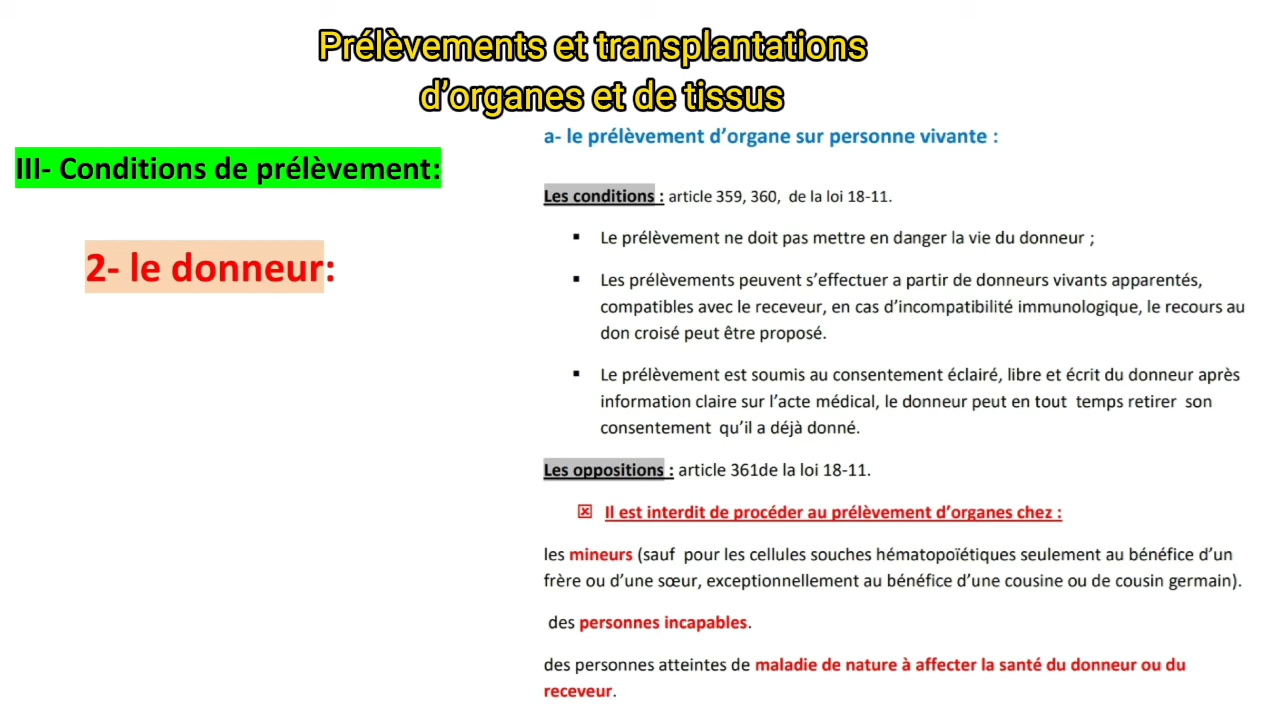 Prélèvements et transplantations
d’organes et de tissus
III- Conditions de prélèvement:
2- le donneur:
a- le prélèvement d’organe sur personne vivante :
Les conditions : article 359, 360, de la loi 18-11.
▪ Le prélèvement ne doit pas mettre en danger la vie du donneur ;
▪ Les prélèvements peuvent s’effectuer a partir de donneurs vivants apparentés,
compatibles avec le receveur, en cas d’incompatibilité immunologique, le recours au
don croisé peut être proposé.
▪ Le prélèvement est soumis au consentement éclairé, libre et écrit du donneur après
information claire sur l’acte médical, le donneur peut en tout temps retirer son
consentement qu’il a déjà donné.
Les oppositions : article 361de la loi 18-11.
☒ Il est interdit de procéder au prélèvement d’organes chez :
les mineurs (sauf pour les cellules souches hématopoïétiques seulement au bénéfice d’un
frère ou d’une sœur, exceptionnellement au bénéfice d’une cousine ou de cousin germain).
des personnes incapables.
des personnes atteintes de maladie de nature à affecter la santé du donneur ou du
receveur.